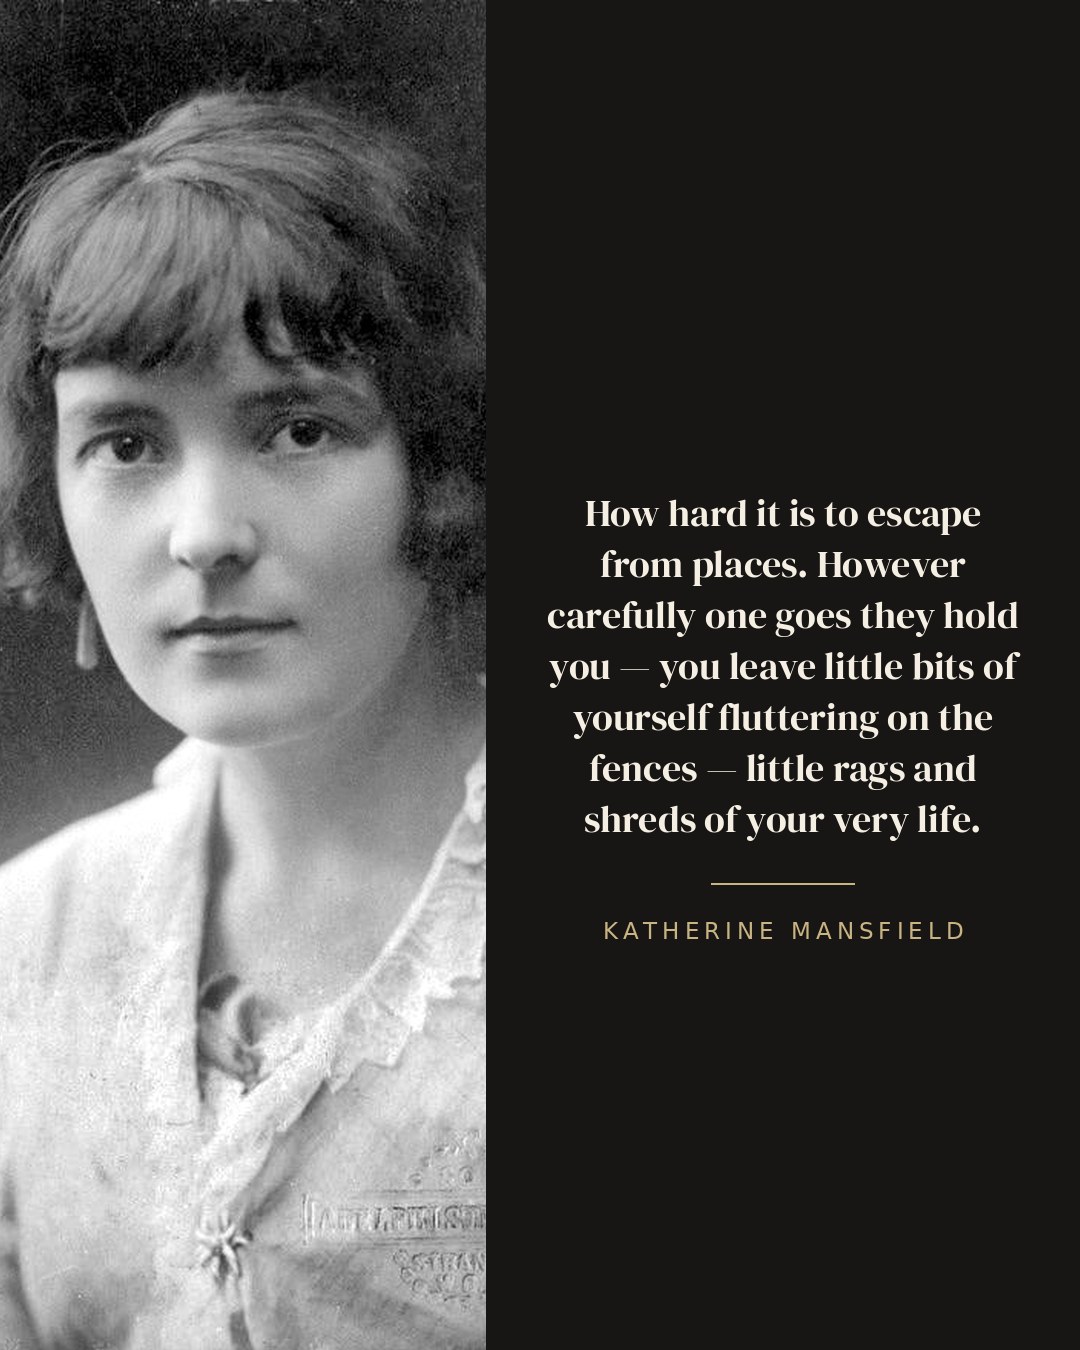 How hard it is to escape
from places. However
carefully one goes they hold
you — you leave little bits of
yourself fluttering on the
fences — little rags and
shreds of your very life.
KATHERINE MANSFIELD